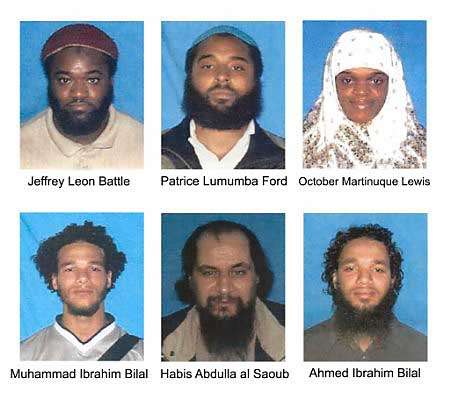 Jeffrey Leon Battle
Patrice Lumumba Ford
October Martinuque Lewis
Muhammad Ibrahim Bilal
Habis Abdulla al Saoub
Ahmed Ibrahim Bilal